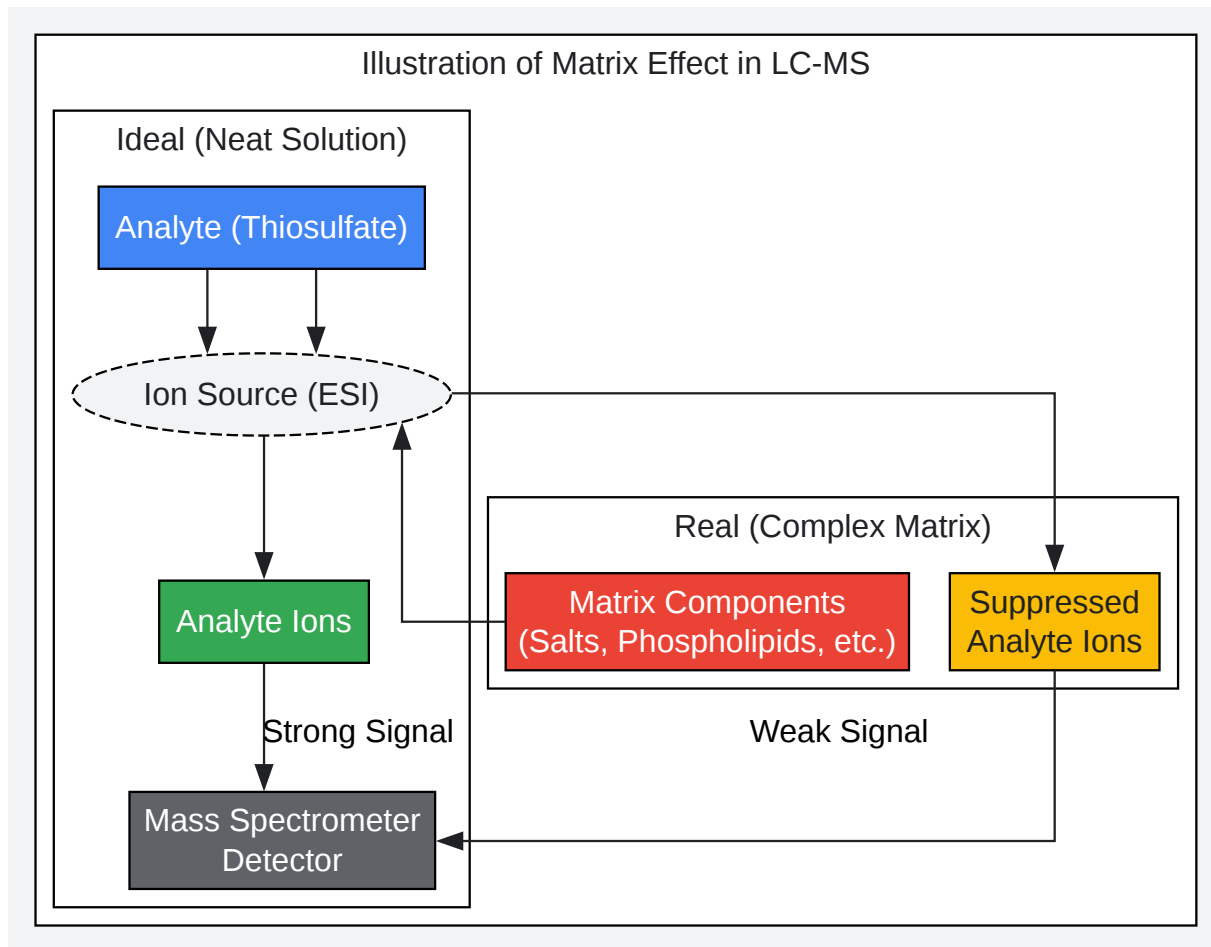 Illustration of Matrix Effect in LC-MS
Ideal (Neat Solution)
Analyte (Thiosulfate)
Ion Source (ESI)
Real (Complex Matrix)
Analyte Ions
Matrix Components
(Salts, Phospholipids, etc.)
Suppressed
Analyte Ions
Strong Signal
Weak Signal
Mass Spectrometer
Detector